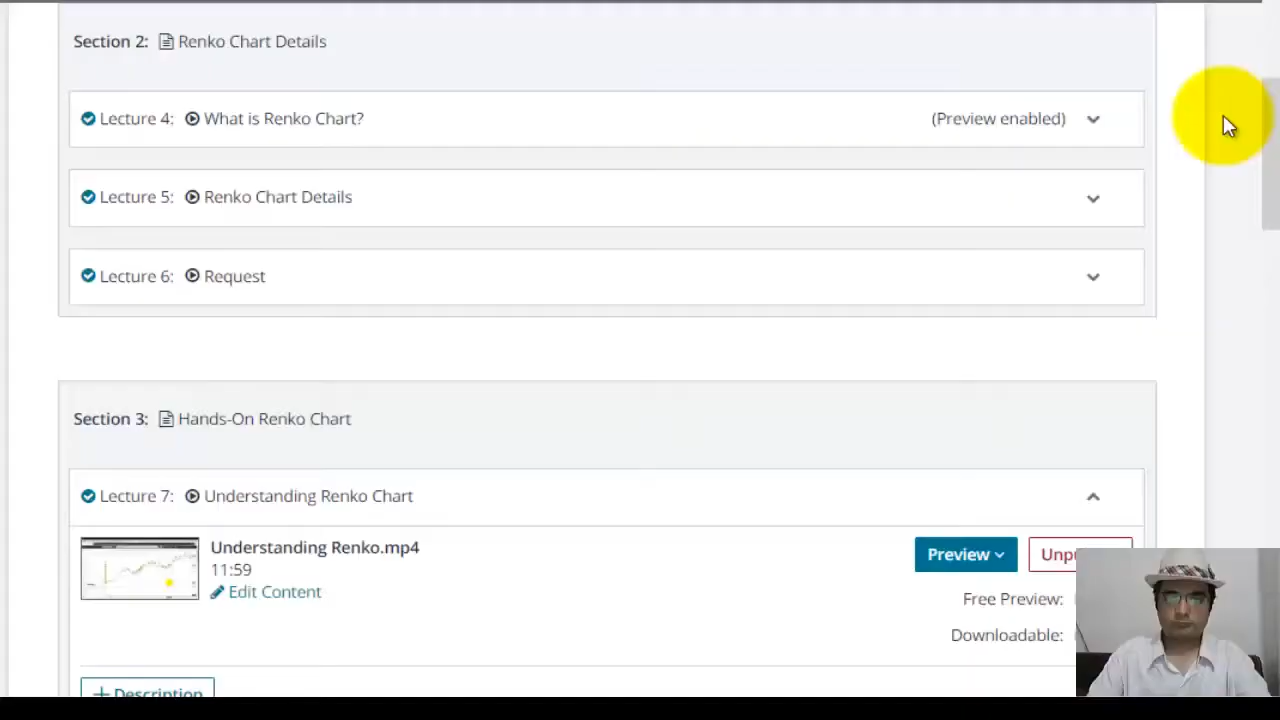 Section 2: Renko Chart Details
Lecture 4: What is Renko Chart? (Preview enabled)
Lecture 5: Renko Chart Details
Lecture 6: Request
Section 3: Hands-On Renko Chart
Lecture 7: Understanding Renko Chart
Understanding Renko.mp4 Preview Unpu
11:59
Edit Content Free Preview:
Downloadable:
+ Description